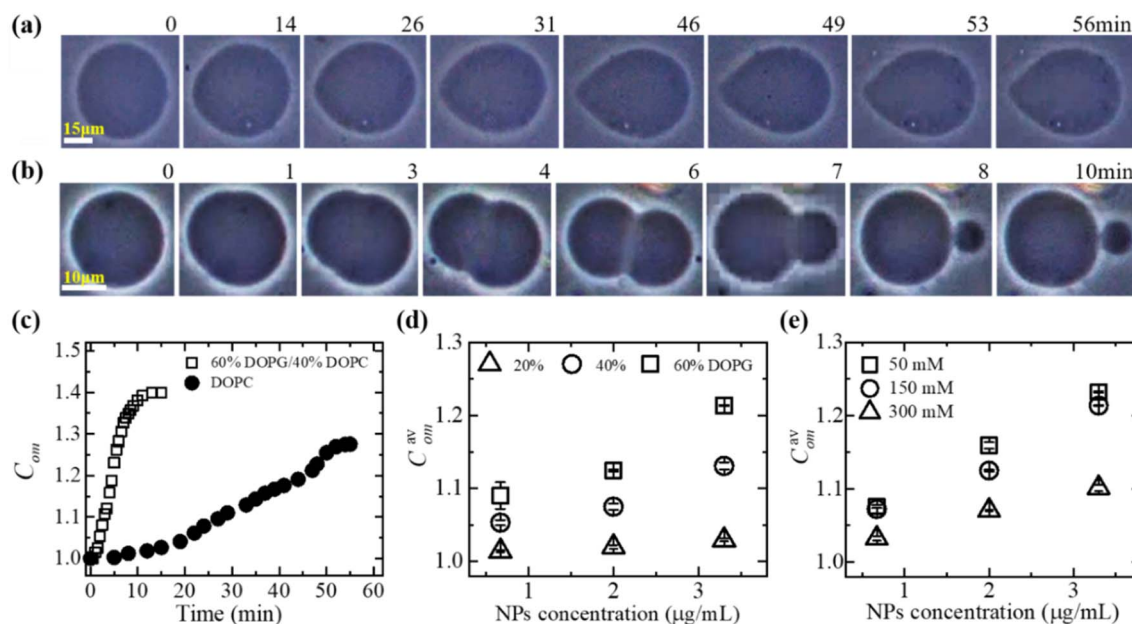 (a) 0 14 26 31 46 49 53 56min
15μm
(b) 0 1 3 4 6 7 8 10min
10μm
(c) (d) (e)
1.5
1.4
1.3
1.2
1.1
1.0
C_om
60% DOPG/40% DOPC
DOPC
0 10 20 30 40 50 60
Time (min)
1.3
1.2
1.1
1.0
C_om^av
20% 40% 60% DOPG
1 2 3
NPs concentration (μg/mL)
1.3
1.2
1.1
1.0
C_om^av
50 mM
150 mM
300 mM
1 2 3
NPs concentration (μg/mL)